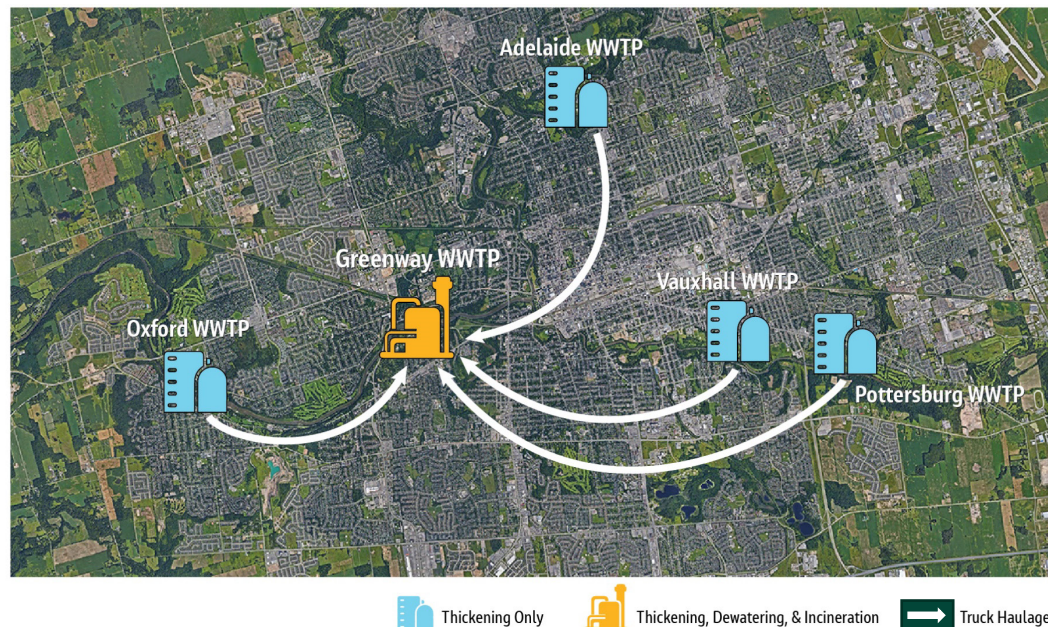 Adelaide WWTP
Greenway WWTP
Vauxhall WWTP
Oxford WWTP
Pottersburg WWTP
Thickening Only
Thickening, Dewatering, & Incineration
Truck Haulage